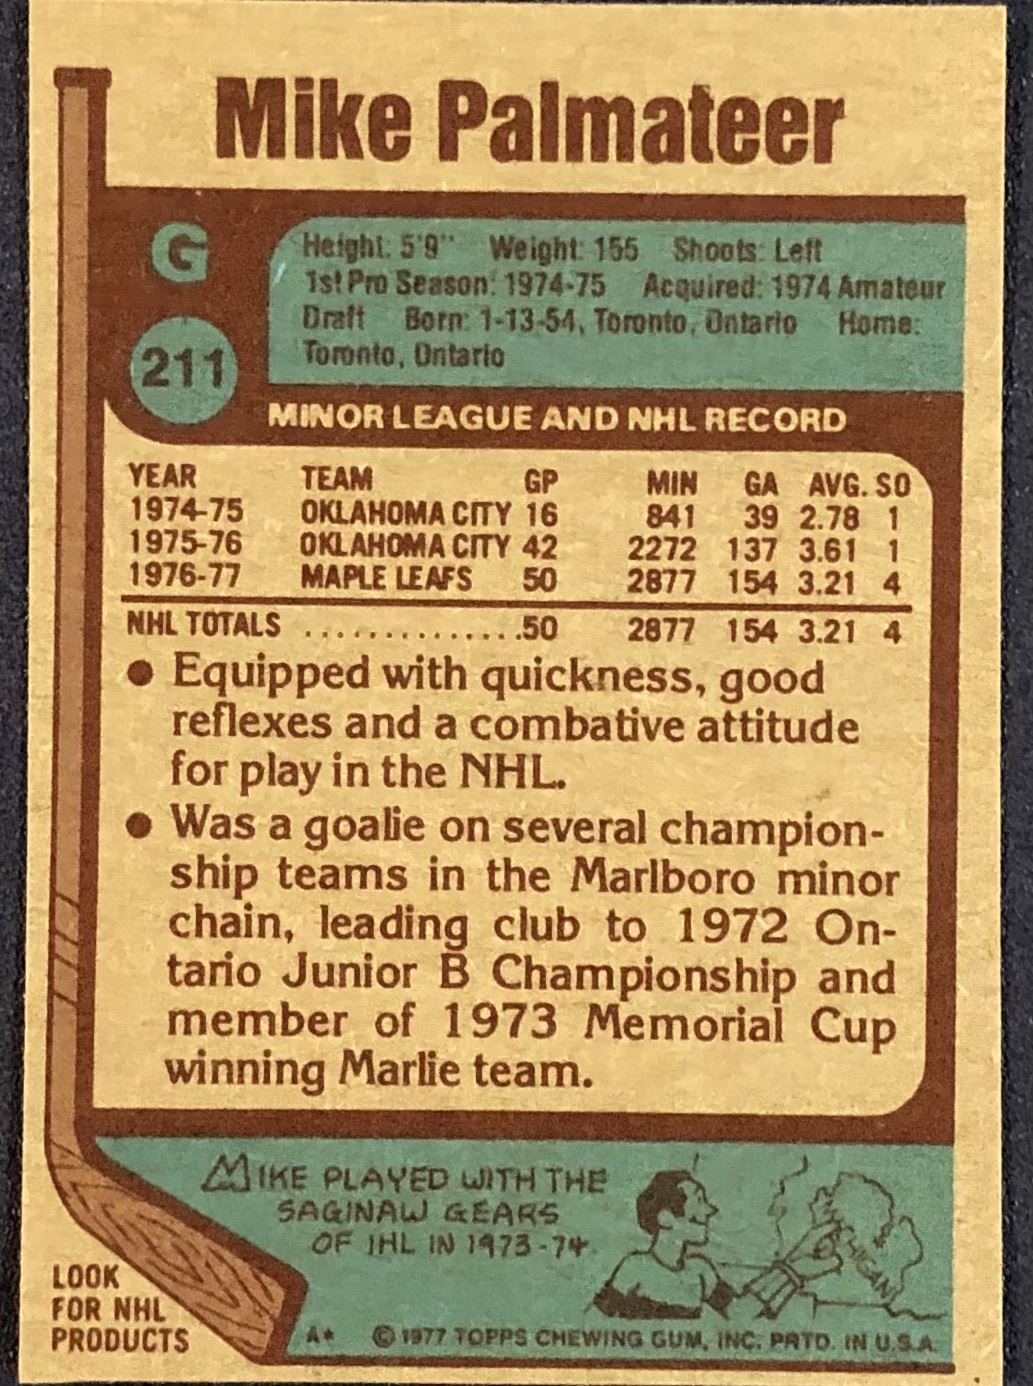 Mike Palmateer
G
Height: 5'9" Weight: 155 Shoots: Left
1st Pro Season: 1974-75 Acquired: 1974 Amateur
Draft Born: 1-13-54, Toronto, Ontario Home:
Toronto, Ontario
211
MINOR LEAGUE AND NHL RECORD
YEAR TEAM GP MIN GA AVG. SO
1974-75 OKLAHOMA CITY 16 841 39 2.78 1
1975-76 OKLAHOMA CITY 42 2272 137 3.61 1
1976-77 MAPLE LEAFS 50 2877 154 3.21 4
NHL TOTALS ..............50 2877 154 3.21 4
● Equipped with quickness, good
reflexes and a combative attitude
for play in the NHL.
● Was a goalie on several champion-
ship teams in the Marlboro minor
chain, leading club to 1972 On-
tario Junior B Championship and
member of 1973 Memorial Cup
winning Marlie team.
MIKE PLAYED WITH THE
SAGINAW GEARS
OF IHL IN 1973-74.
LOOK
FOR NHL
PRODUCTS
A* © 1977 TOPPS CHEWING GUM, INC. PRTD. IN U.S.A.